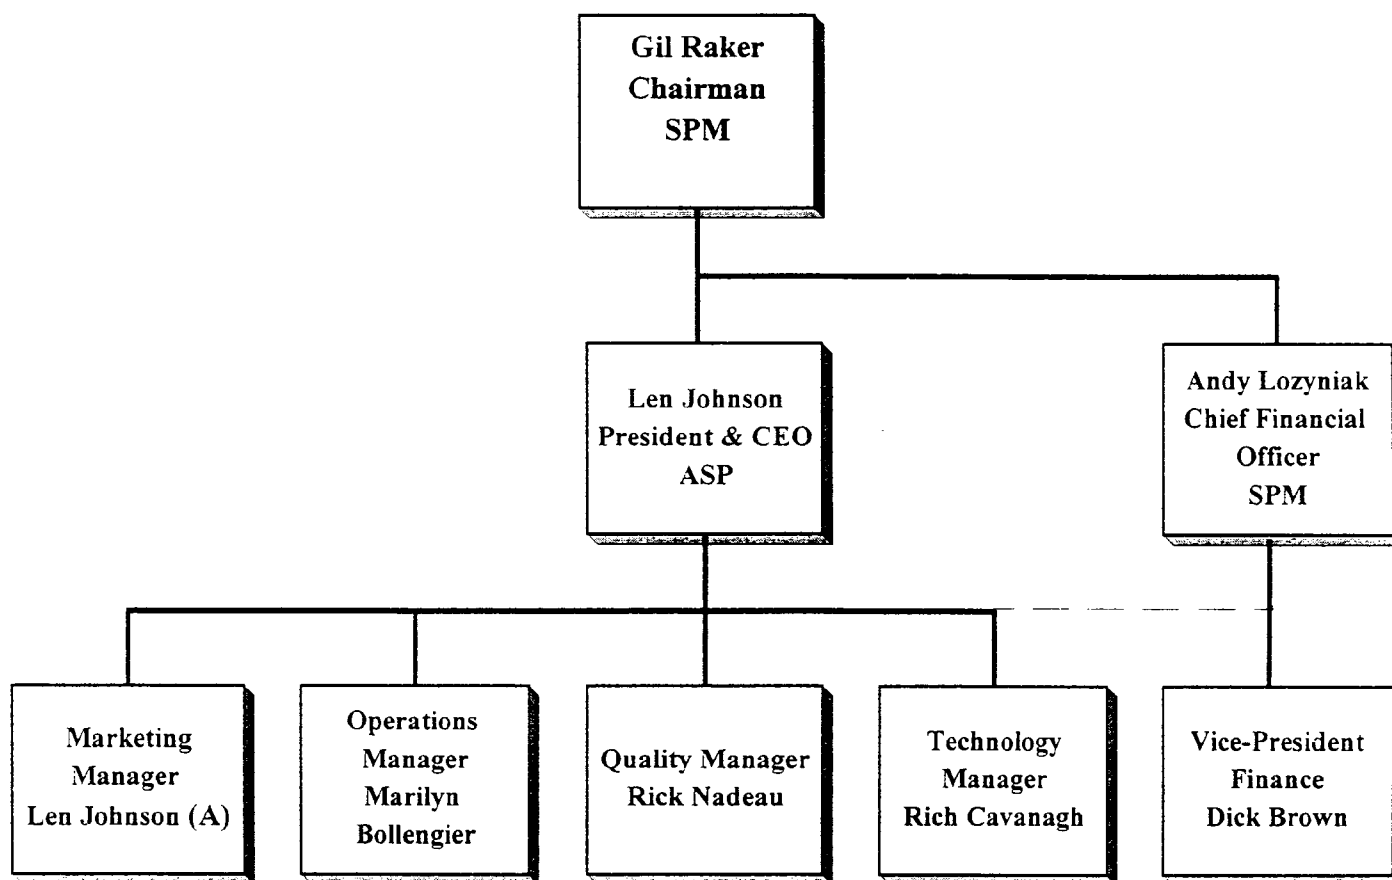 Gil Raker
Chairman
SPM
Len Johnson
President & CEO
ASP
Andy Lozyniak
Chief Financial
Officer
SPM
Marketing
Manager
Len Johnson (A)
Operations
Manager
Marilyn
Bollengier
Quality Manager
Rick Nadeau
Technology
Manager
Rich Cavanagh
Vice-President
Finance
Dick Brown